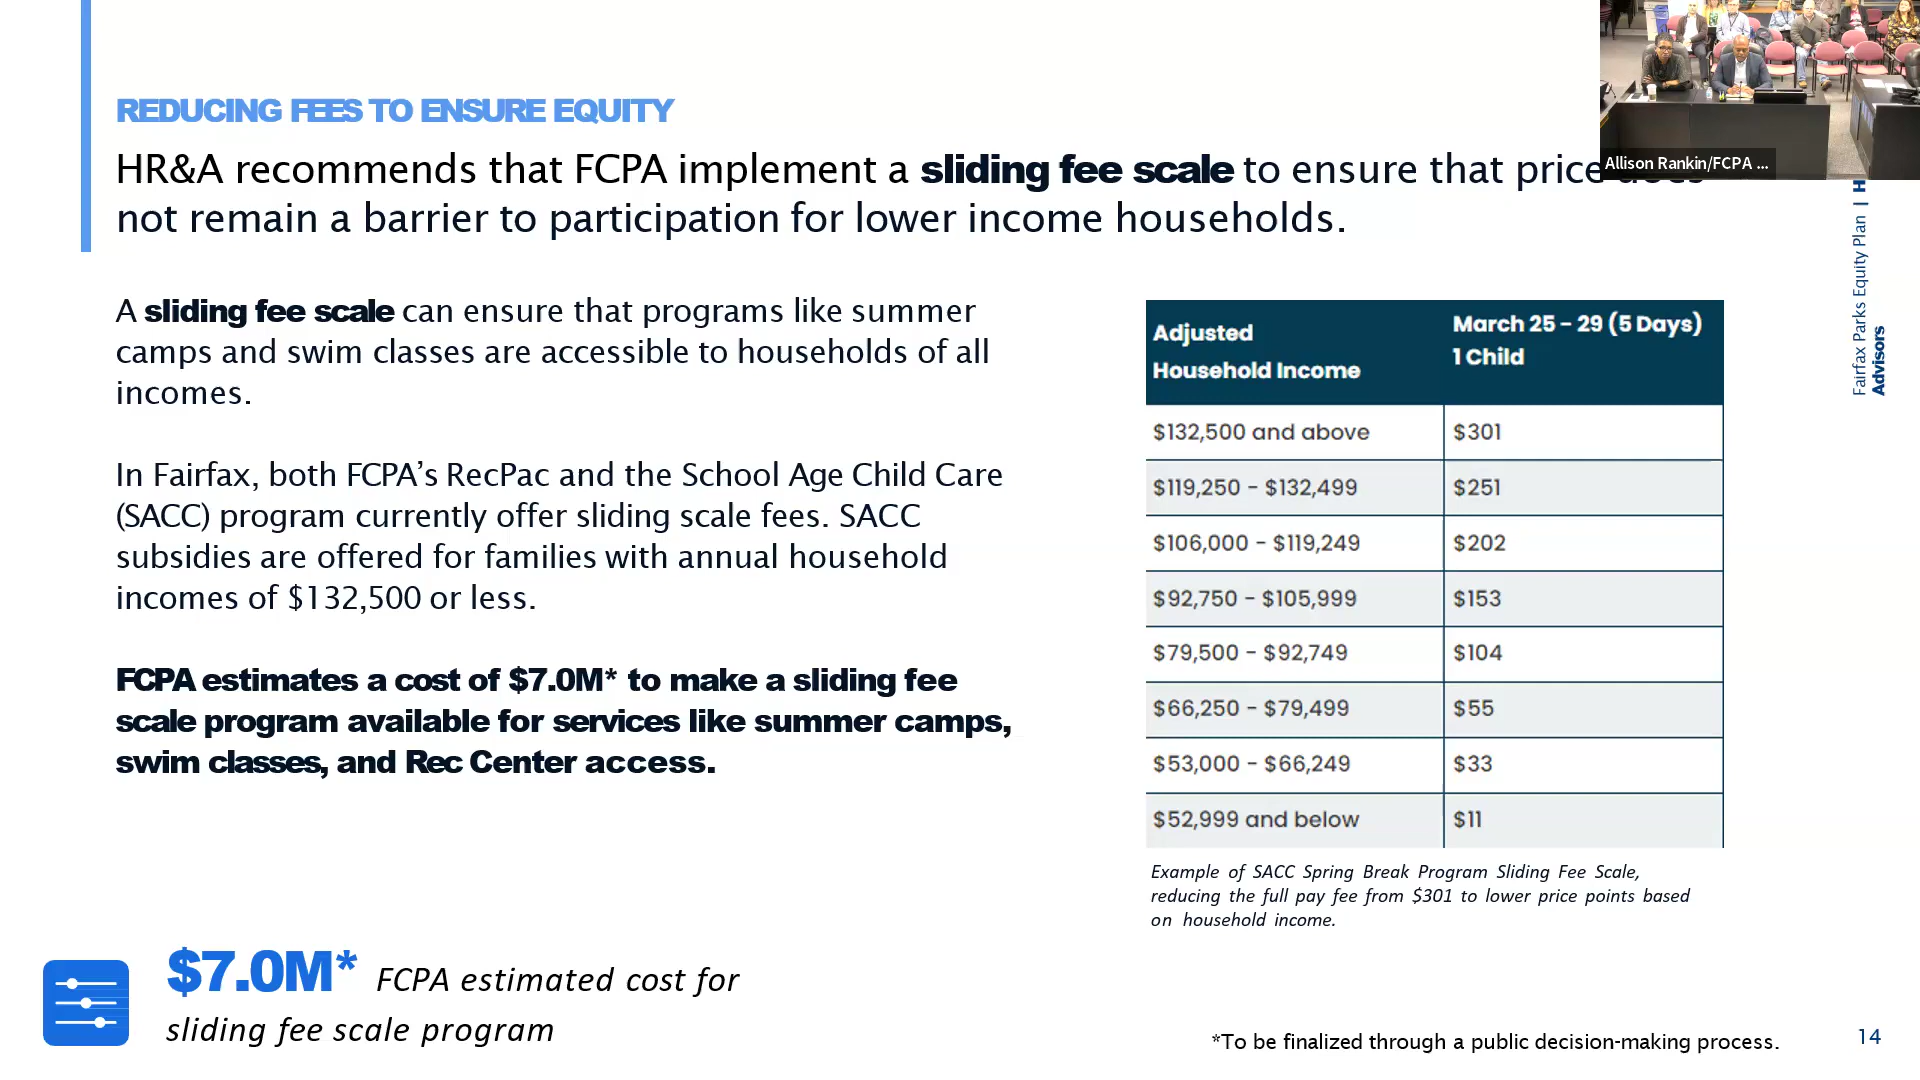 REDUCING FEES TO ENSURE EQUITY
HR&A recommends that FCPA implement a sliding fee scale to ensure that price
not remain a barrier to participation for lower income households.
Allison Rankin/FCPA ...
Fairfax Parks Equity Plan | H
Advisors
A sliding fee scale can ensure that programs like summer
camps and swim classes are accessible to households of all
incomes.
In Fairfax, both FCPA’s RecPac and the School Age Child Care
(SACC) program currently offer sliding scale fees. SACC
subsidies are offered for families with annual household
incomes of $132,500 or less.
FCPA estimates a cost of $7.0M* to make a sliding fee
scale program available for services like summer camps,
swim classes, and Rec Center access.
Adjusted
Household Income
March 25 – 29 (5 Days)
1 Child
$132,500 and above $301
$119,250 – $132,499 $251
$106,000 – $119,249 $202
$92,750 – $105,999 $153
$79,500 – $92,749 $104
$66,250 – $79,499 $55
$53,000 – $66,249 $33
$52,999 and below $11
Example of SACC Spring Break Program Sliding Fee Scale,
reducing the full pay fee from $301 to lower price points based
on household income.
$7.0M* FCPA estimated cost for
sliding fee scale program
*To be finalized through a public decision-making process.
14